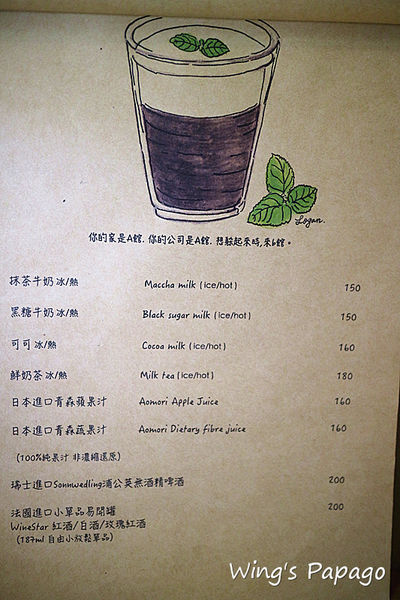 Logan.
你的家是A館. 你的公司是A館. 想躲起來時,來b館。
抹茶牛奶 冰/熱 Maccha milk (ice/hot) 150
黑糖牛奶 冰/熱 Black sugar milk (ice/hot) 150
可可 冰/熱 Cocoa milk (ice/hot) 160
鮮奶茶 冰/熱 Milk tea (ice/hot) 180
日本進口青森蘋果汁 Aomori Apple Juice 160
日本進口青森蔬果汁 Aomori Dietary fibre juice 160
(100%純果汁 非濃縮還原)
瑞士進口Sonnwedling蒲公英無酒精啤酒 200
法國進口小單品易開罐 200
WineStar 紅酒/白酒/玫瑰紅酒
(187ml 自由小放鬆單品)
Wing's Papago